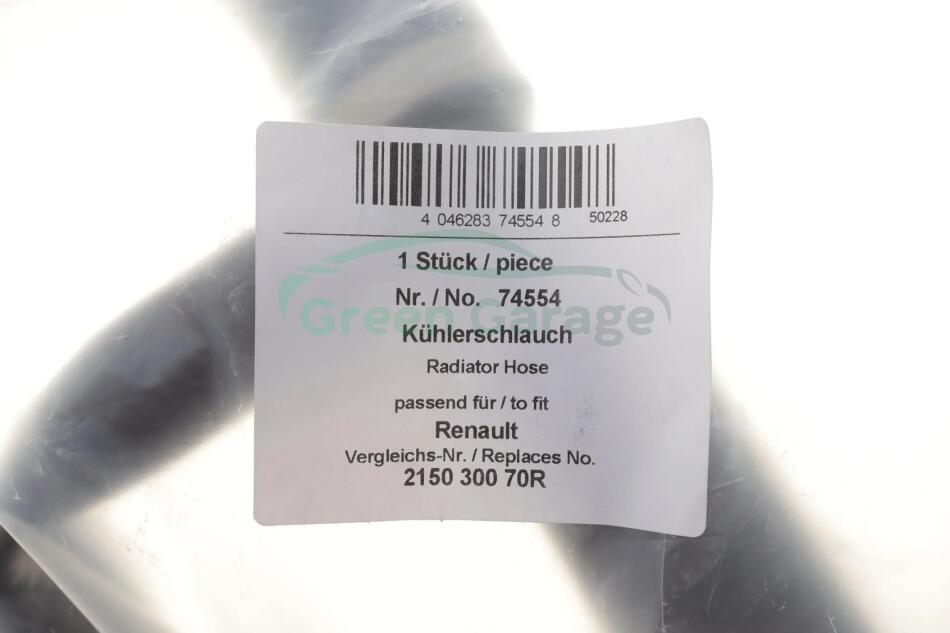 4 046283 74554 8 50228
1 Stück / piece
Nr. / No. 74554
Green Garage
Kühlerschlauch
Radiator Hose
passend für / to fit
Renault
Vergleichs-Nr. / Replaces No.
2150 300 70R